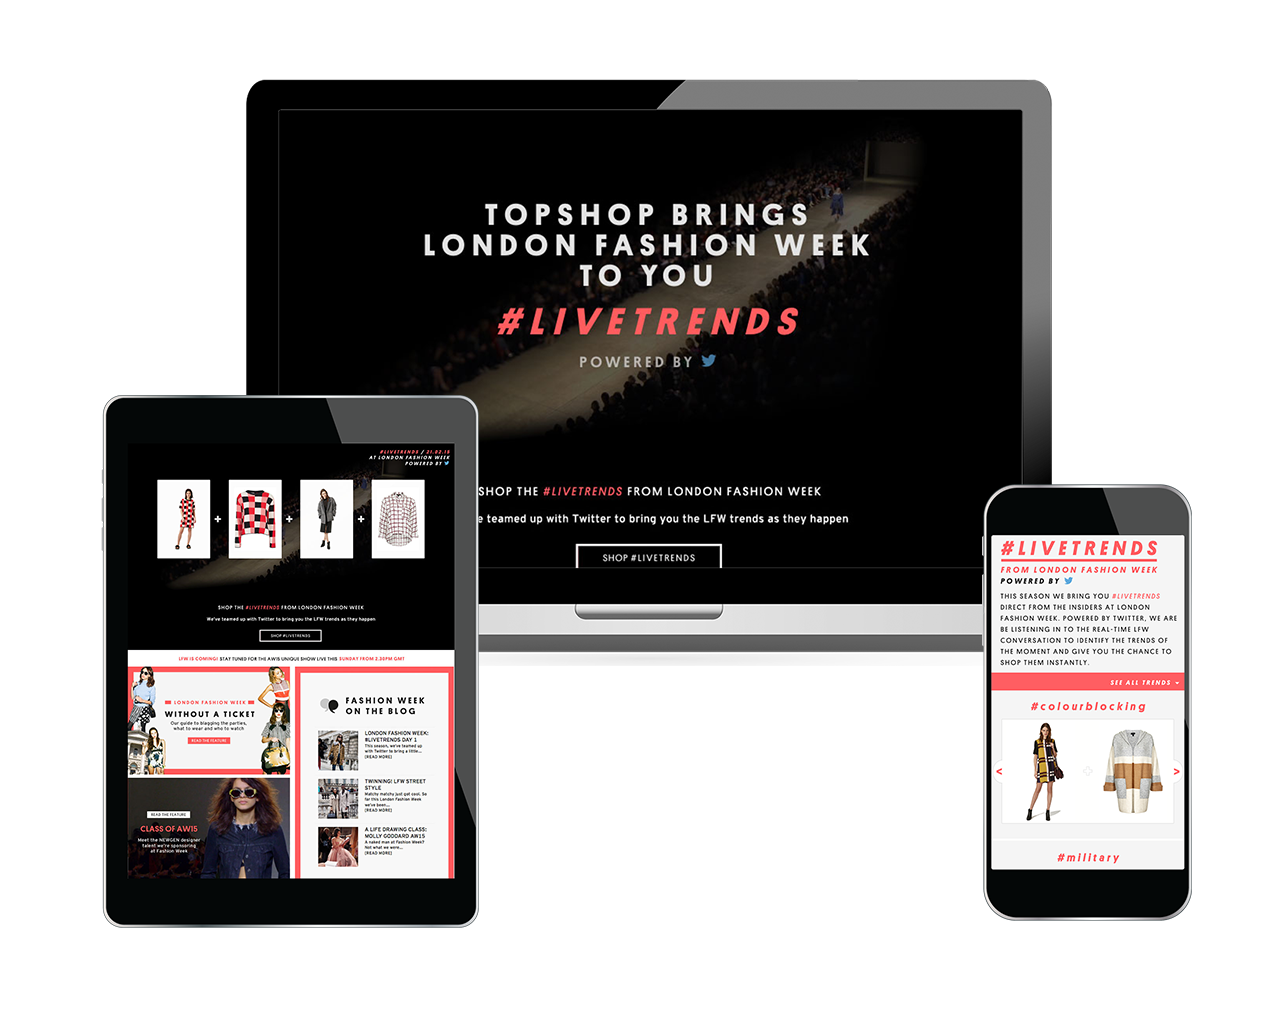 TOPSHOP BRINGS
LONDON FASHION WEEK
TO YOU
#LIVETRENDS
POWERED BY
SHOP THE #LIVETRENDS FROM LONDON FASHION WEEK
teamed up with Twitter to bring you the LFW trends as they happen
SHOP #LIVETRENDS
#LIVETRENDS / 21.02.15
AT LONDON FASHION WEEK
POWERED BY
SHOP THE #LIVETRENDS FROM LONDON FASHION WEEK
We've teamed up with Twitter to bring you the LFW trends as they happen
SHOP #LIVETRENDS
LFW IS COMING! STAY TUNED FOR THE AW15 UNIQUE SHOW LIVE THIS SUNDAY FROM 2.30PM GMT
LONDON FASHION WEEK
WITHOUT A TICKET
Our guide to blagging the parties,
what to wear and who to watch
READ THE FEATURE
READ THE FEATURE
CLASS OF AW15
Meet the NEWGEN designer
talent we're sponsoring
at Fashion Week
FASHION WEEK
ON THE BLOG
LONDON FASHION WEEK:
#LIVETRENDS DAY 1
This season, we've teamed up
with Twitter to bring a little...
[READ MORE]
TWINNING! LFW STREET
STYLE
Matchy matchy just got cool. So
far this London Fashion Week
we've been...
[READ MORE]
A LIFE DRAWING CLASS:
MOLLY GODDARD AW15
A naked man at Fashion Week?
Not what we were...
[READ MORE]
#LIVETRENDS
FROM LONDON FASHION WEEK
POWERED BY
THIS SEASON WE BRING YOU #LIVETRENDS
DIRECT FROM THE INSIDERS AT LONDON
FASHION WEEK. POWERED BY TWITTER, WE ARE
BE LISTENING IN TO THE REAL-TIME LFW
CONVERSATION TO IDENTIFY THE TRENDS OF
THE MOMENT AND GIVE YOU THE CHANCE TO
SHOP THEM INSTANTLY.
SEE ALL TRENDS
#colourblocking
#military